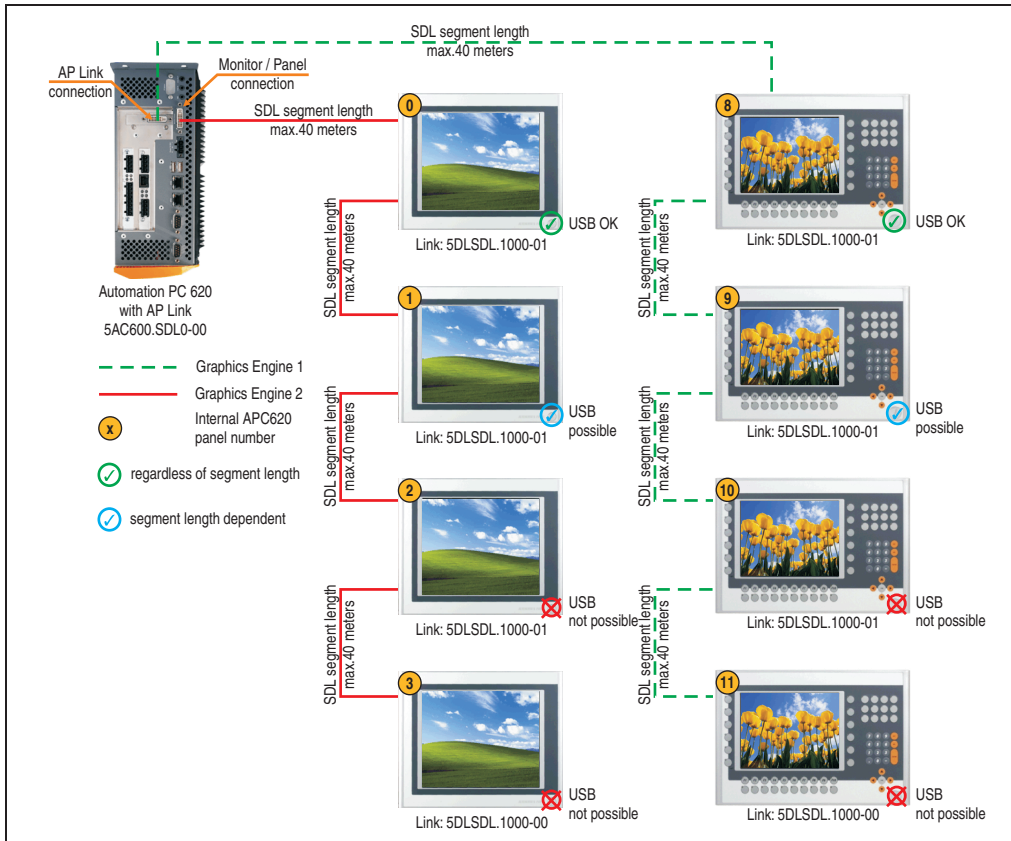 SDL segment length
max.40 meters
AP Link
connection
Monitor / Panel
connection
SDL segment length
max.40 meters
0
USB OK
Link: 5DLSDL.1000-01
8
USB OK
Link: 5DLSDL.1000-01
SDL segment length
max.40 meters
SDL segment length
max.40 meters
Automation PC 620
with AP Link
5AC600.SDL0-00
Graphics Engine 1
Graphics Engine 2
x
Internal APC620
panel number
regardless of segment length
segment length dependent
1
USB
possible
Link: 5DLSDL.1000-01
9
USB
possible
Link: 5DLSDL.1000-01
SDL segment length
max.40 meters
SDL segment length
max.40 meters
2
USB
not possible
Link: 5DLSDL.1000-01
10
USB
not possible
Link: 5DLSDL.1000-01
SDL segment length
max.40 meters
SDL segment length
max.40 meters
3
USB
not possible
Link: 5DLSDL.1000-00
11
USB
not possible
Link: 5DLSDL.1000-00